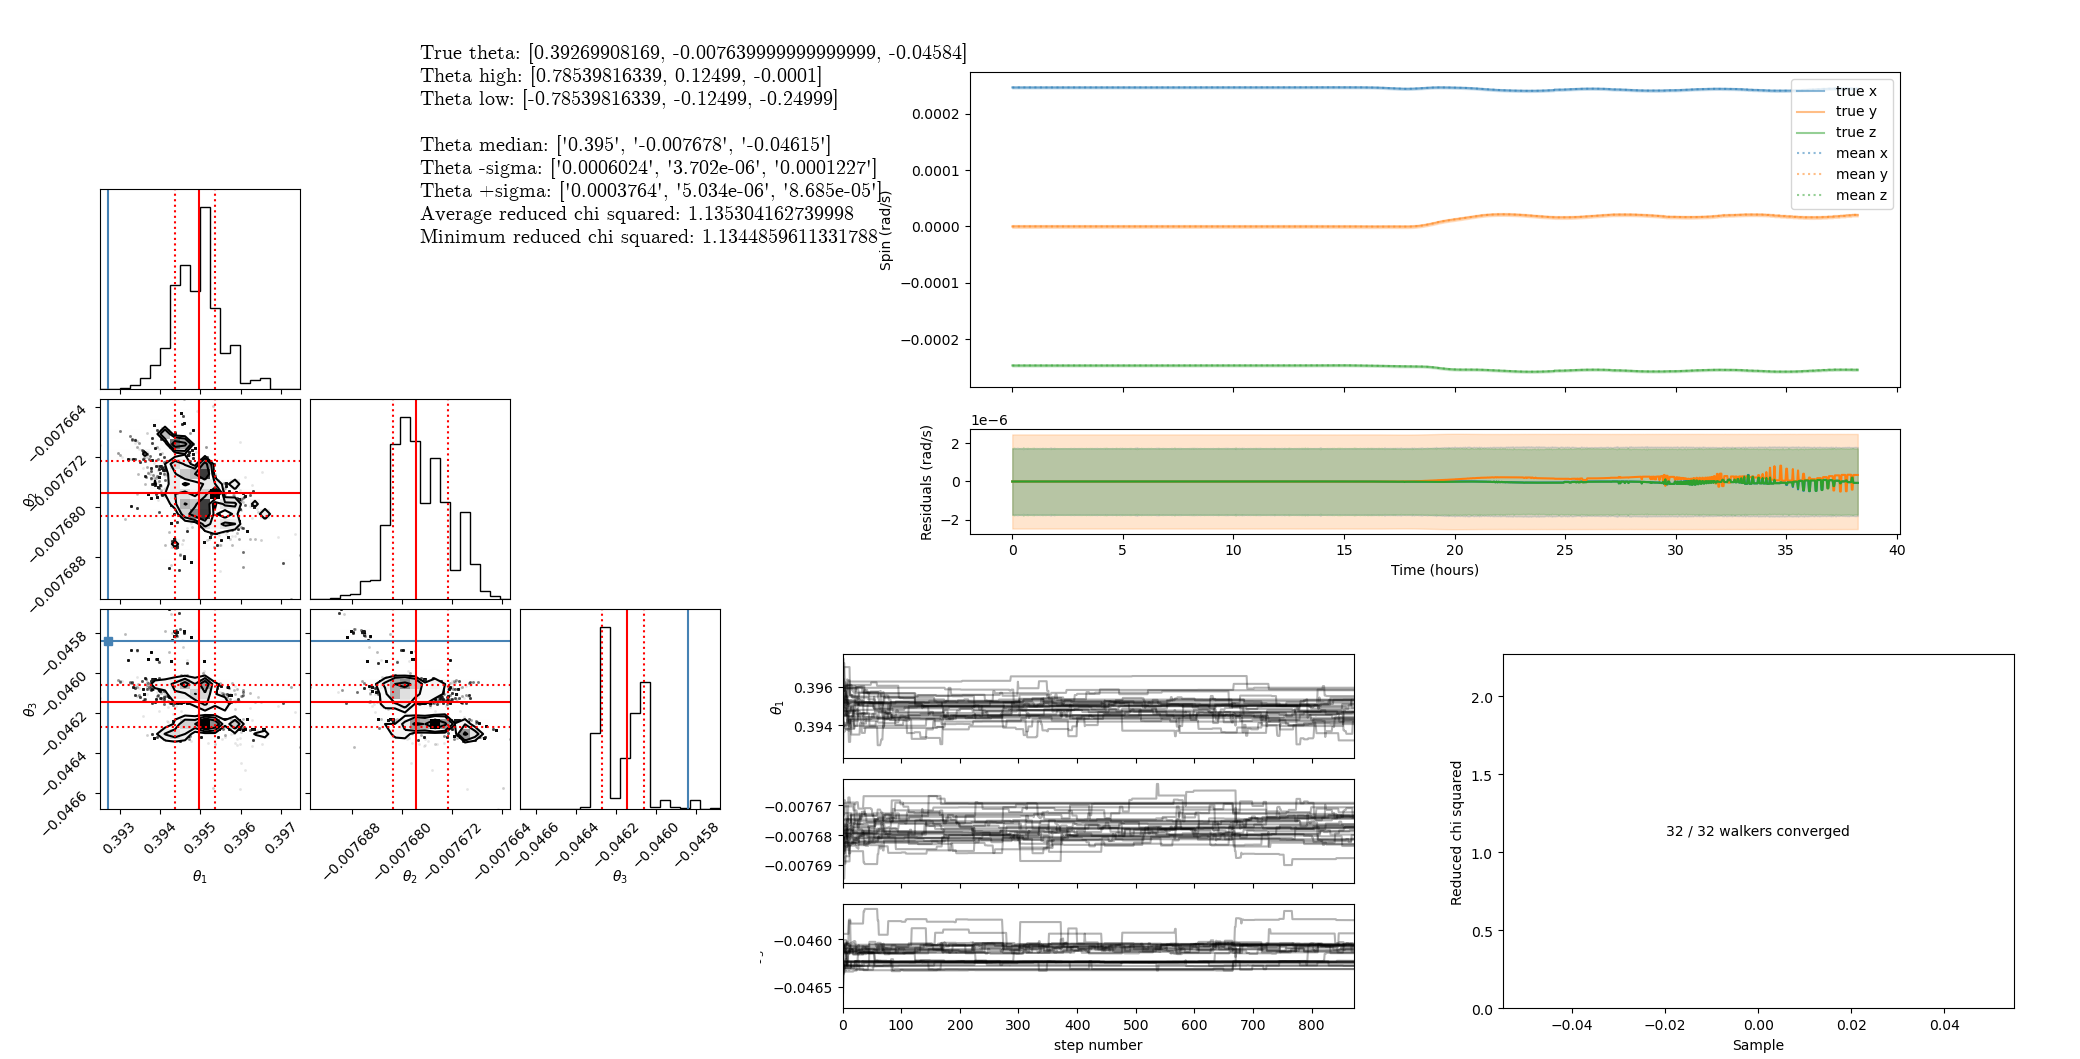 True theta: [0.39269908169, -0.007639999999999999, -0.04584]
Theta high: [0.78539816339, 0.12499, -0.0001]
Theta low: [-0.78539816339, -0.12499, -0.24999]
Theta median: ['0.395', '-0.007678', '-0.04615']
Theta -sigma: ['0.0006024', '3.702e-06', '0.0001227']
Theta +sigma: ['0.0003764', '5.034e-06', '8.685e-05']
Average reduced chi squared: 1.135304162739998
Minimum reduced chi squared: 1.1344859611331788
0.0002
0.0001
0.0000
−0.0001
−0.0002
Spin (rad/s)
true x
true y
true z
mean x
mean y
mean z
1e−6
2
0
−2
Residuals (rad/s)
0 5 10 15 20 25 30 35 40
Time (hours)
−0.007664
−0.007672
−0.007680
−0.007688
θ2
−0.0458
−0.0460
−0.0462
−0.0464
−0.0466
θ3
0.393 0.394 0.395 0.396 0.397
θ1
−0.007688 −0.007680 −0.007672 −0.007664
θ2
−0.0466 −0.0464 −0.0462 −0.0460 −0.0458
θ3
0.396
0.394
θ1
−0.00767
−0.00768
−0.00769
−0.0460
−0.0465
0 100 200 300 400 500 600 700 800
step number
2.0
1.5
1.0
0.5
0.0
Reduced chi squared
32 / 32 walkers converged
−0.04 −0.02 0.00 0.02 0.04
Sample